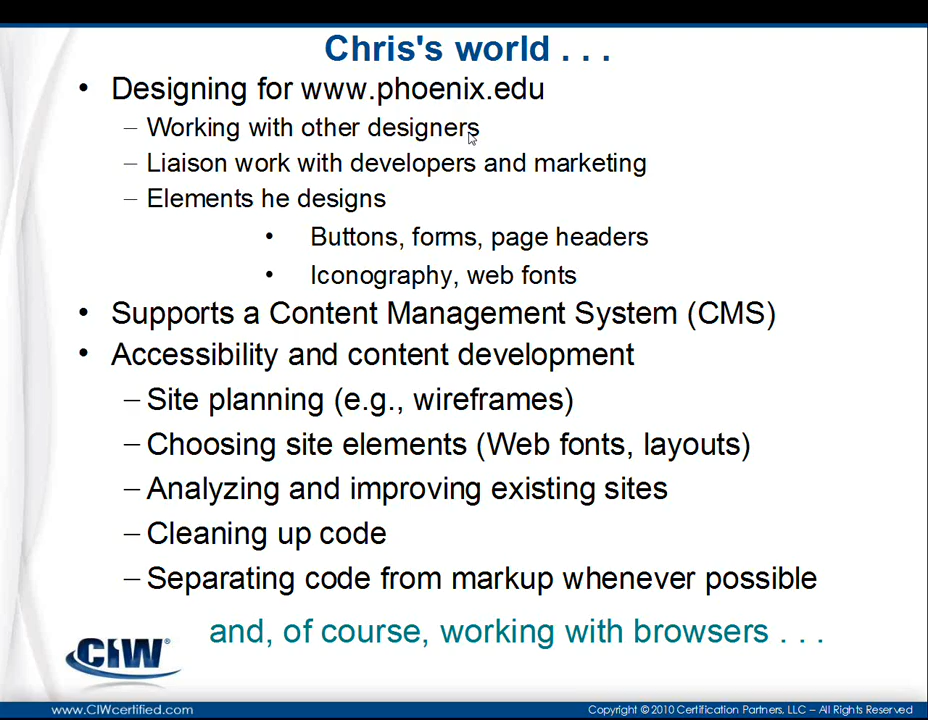 Chris's world . . .
• Designing for www.phoenix.edu
– Working with other designers
– Liaison work with developers and marketing
– Elements he designs
• Buttons, forms, page headers
• Iconography, web fonts
• Supports a Content Management System (CMS)
• Accessibility and content development
– Site planning (e.g., wireframes)
– Choosing site elements (Web fonts, layouts)
– Analyzing and improving existing sites
– Cleaning up code
– Separating code from markup whenever possible
and, of course, working with browsers . . .
CIW®
www.CIWcertified.com
Copyright © 2010 Certification Partners, LLC – All Rights Reserved